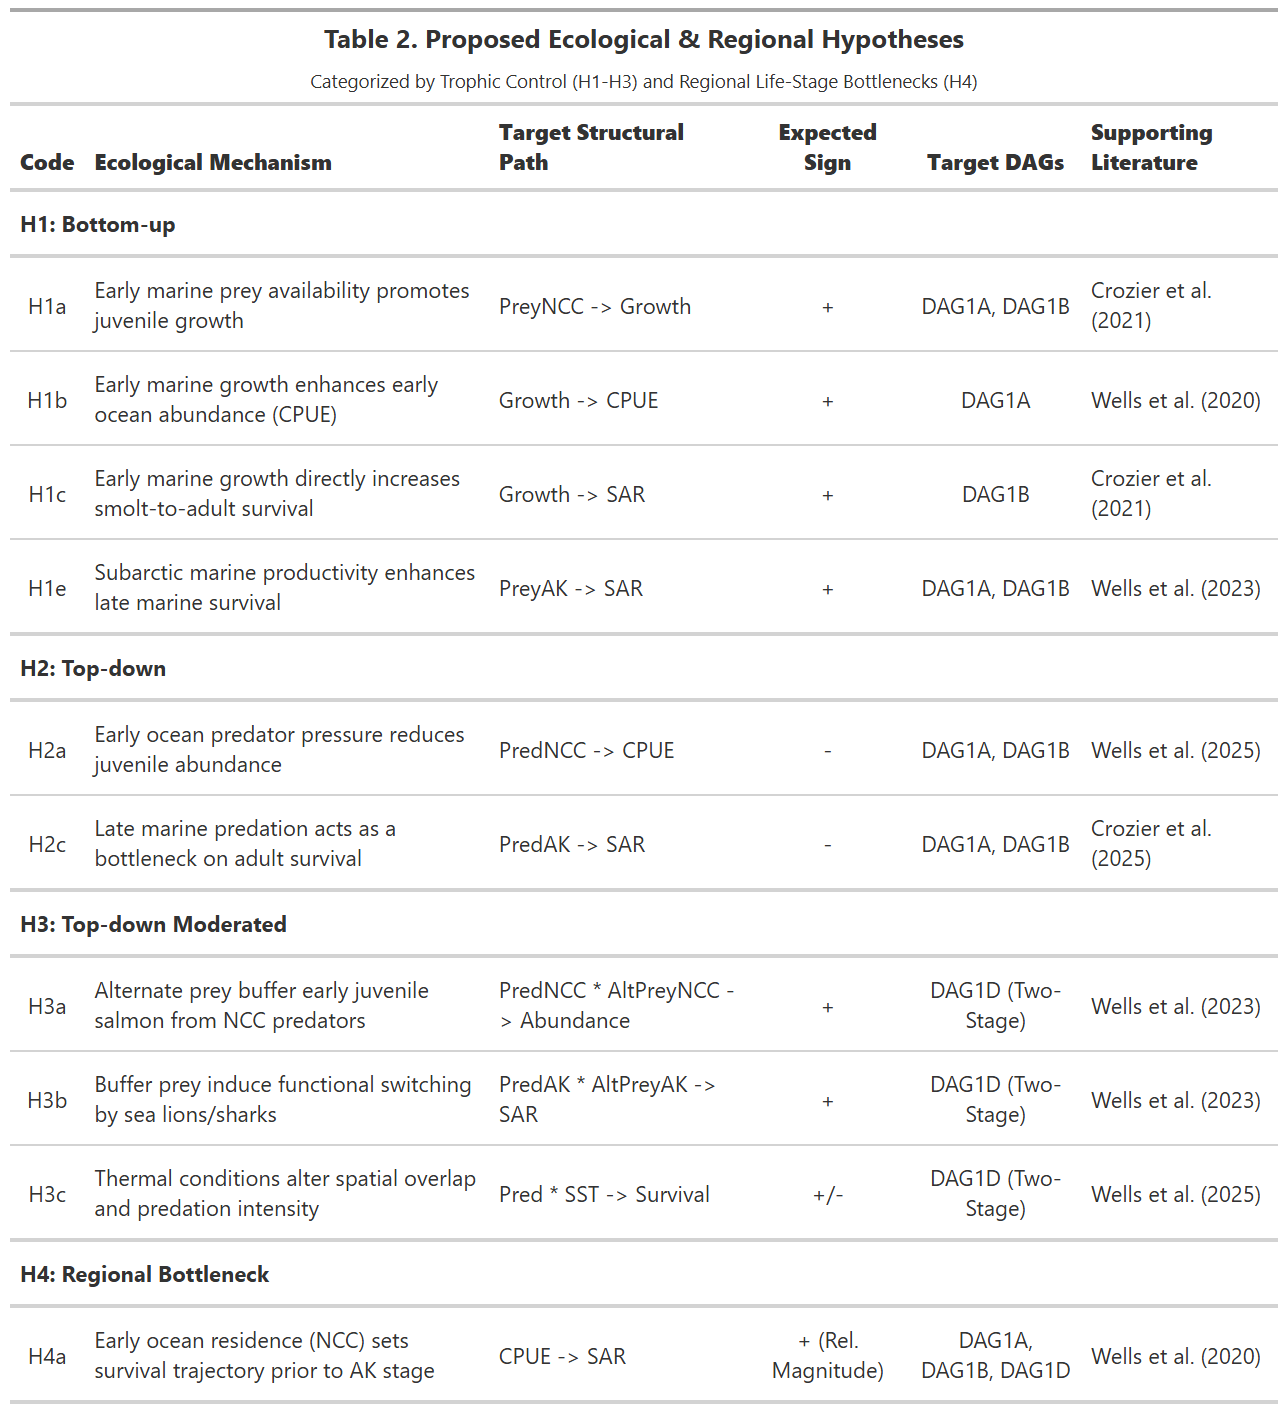 Table 2. Proposed Ecological & Regional Hypotheses
Categorized by Trophic Control (H1-H3) and Regional Life-Stage Bottlenecks (H4)
Code Ecological Mechanism Target Structural Path Expected Sign Target DAGs Supporting Literature
H1: Bottom-up
H1a Early marine prey availability promotes juvenile growth PreyNCC -> Growth + DAG1A, DAG1B Crozier et al. (2021)
H1b Early marine growth enhances early ocean abundance (CPUE) Growth -> CPUE + DAG1A Wells et al. (2020)
H1c Early marine growth directly increases smolt-to-adult survival Growth -> SAR + DAG1B Crozier et al. (2021)
H1e Subarctic marine productivity enhances late marine survival PreyAK -> SAR + DAG1A, DAG1B Wells et al. (2023)
H2: Top-down
H2a Early ocean predator pressure reduces juvenile abundance PredNCC -> CPUE - DAG1A, DAG1B Wells et al. (2025)
H2c Late marine predation acts as a bottleneck on adult survival PredAK -> SAR - DAG1A, DAG1B Crozier et al. (2025)
H3: Top-down Moderated
H3a Alternate prey buffer early juvenile salmon from NCC predators PredNCC * AltPreyNCC -> Abundance + DAG1D (Two-Stage) Wells et al. (2023)
H3b Buffer prey induce functional switching by sea lions/sharks PredAK * AltPreyAK -> SAR + DAG1D (Two-Stage) Wells et al. (2023)
H3c Thermal conditions alter spatial overlap and predation intensity Pred * SST -> Survival +/- DAG1D (Two-Stage) Wells et al. (2025)
H4: Regional Bottleneck
H4a Early ocean residence (NCC) sets survival trajectory prior to AK stage CPUE -> SAR + (Rel. Magnitude) DAG1A, DAG1B, DAG1D Wells et al. (2020)